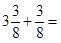 3 3/8 + 3/8 =